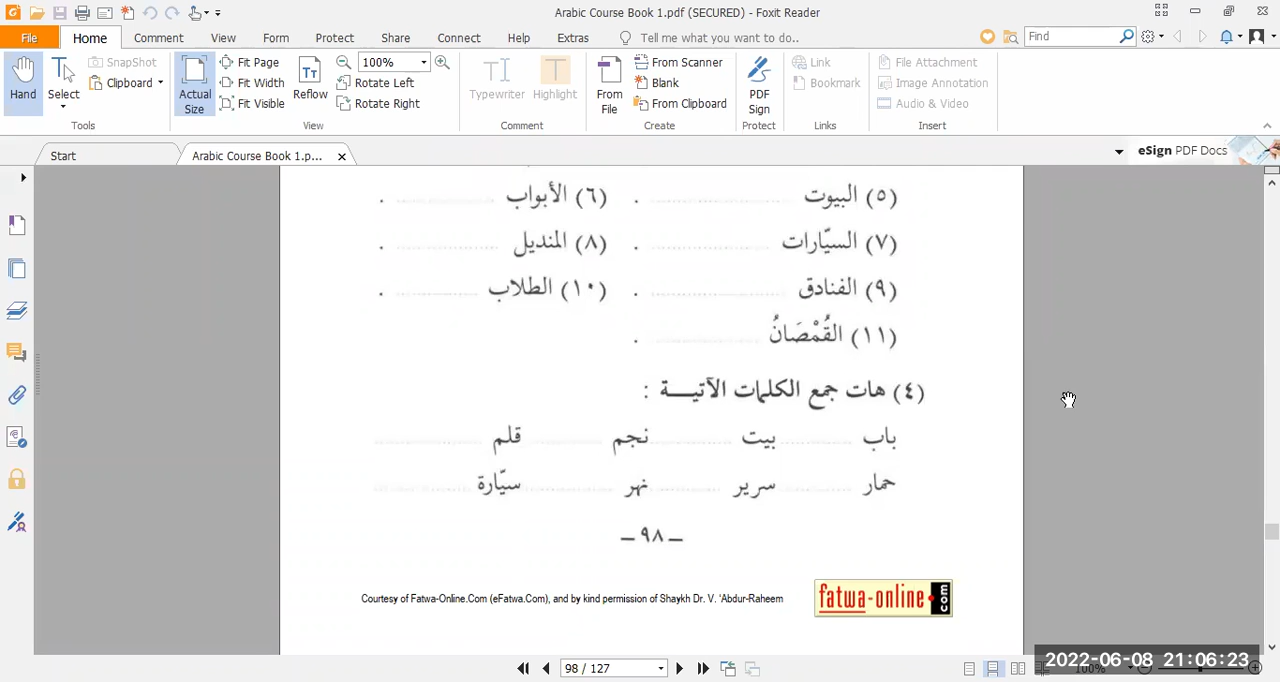 Arabic Course Book 1.pdf (SECURED) - Foxit Reader
File Home Comment View Form Protect Share Connect Help Extras Tell me what you want to do.. Find
Hand Select SnapShot Clipboard Actual Size Fit Page Fit Width Fit Visible Reflow 100% Rotate Left Rotate Right Typewriter Highlight From File From Scanner Blank From Clipboard PDF Sign Link Bookmark File Attachment Image Annotation Audio & Video
Tools View Comment Create Protect Links Insert
Start Arabic Course Book 1.p... eSign PDF Docs
(٥) البيوت .................... . (٦) الأبواب .................... .
(٧) السيّارات .................... . (٨) المنديل .................... .
(٩) الفنادق .................... . (١٠) الطلاب .................... .
(١١) القُمْصَانُ .................... .
(٤) هات جمع الكلمات الآتيـــة :
باب ............ بيت ............ نجم ............ قلم ............
حمار ............ سرير ............ نهر ............ سيّارة ............
– ٩٨ –
Courtesy of Fatwa-Online.Com (eFatwa.Com), and by kind permission of Shaykh Dr. V. 'Abdur-Raheem
fatwa-online.com
98 / 127
100%
2022-06-08 21:06:23